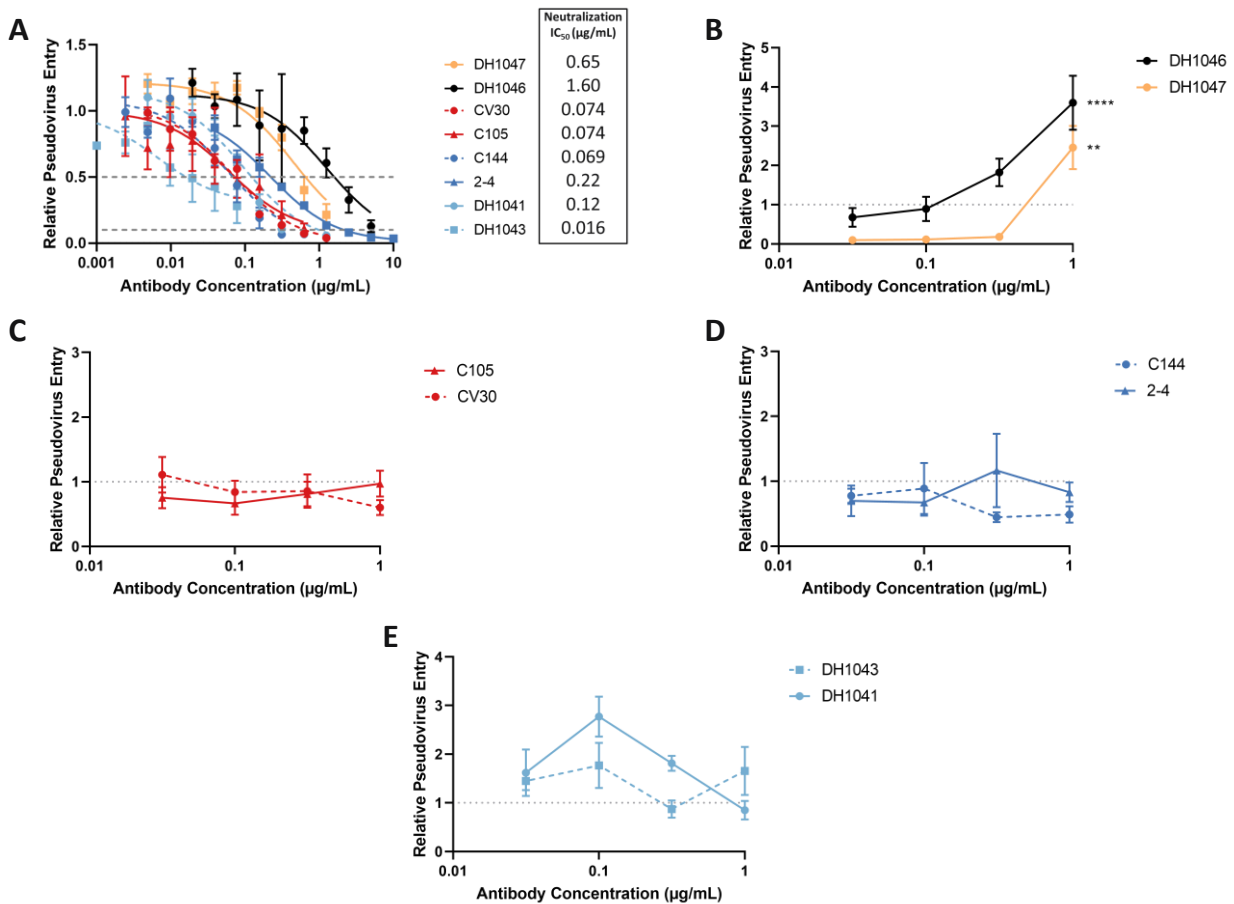 A
Relative Pseudovirus Entry
1.5
1.0
0.5
0.0
0.001
0.01
0.1
1
10
Antibody Concentration (µg/mL)
Neutralization
IC50 (µg/mL)
DH1047 0.65
DH1046 1.60
CV30 0.074
C105 0.074
C144 0.069
2-4 0.22
DH1041 0.12
DH1043 0.016
B
Relative Pseudovirus Entry
5
4
3
2
1
0
0.01
0.1
1
Antibody Concentration (µg/mL)
DH1046
DH1047
****
**
C
Relative Pseudovirus Entry
3
2
1
0
0.01
0.1
1
Antibody Concentration (µg/mL)
C105
CV30
D
Relative Pseudovirus Entry
3
2
1
0
0.01
0.1
1
Antibody Concentration (µg/mL)
C144
2-4
E
Relative Pseudovirus Entry
4
3
2
1
0
0.01
0.1
1
Antibody Concentration (µg/mL)
DH1043
DH1041